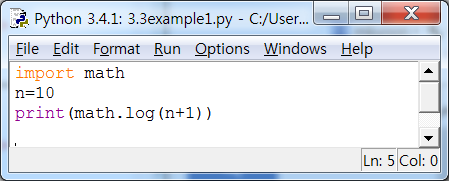 Python 3.4.1: 3.3example1.py - C:/User...
File Edit Format Run Options Windows Help
import math
n=10
print(math.log(n+1))
Ln: 5 Col: 0